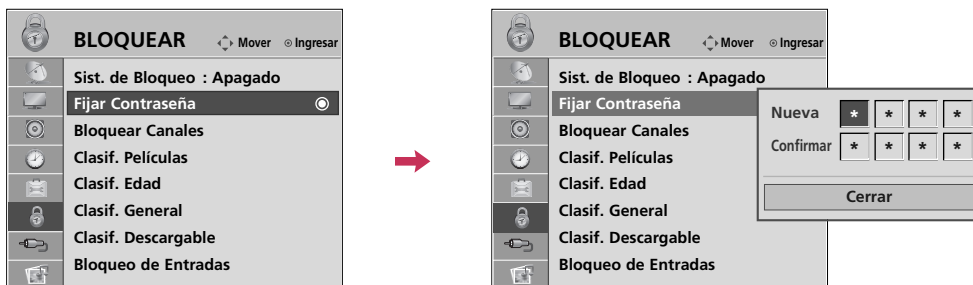 BLOQUEAR Mover Ingresar
Sist. de Bloqueo : Apagado
Fijar Contraseña
Bloquear Canales
Clasif. Películas
Clasif. Edad
Clasif. General
Clasif. Descargable
Bloqueo de Entradas
BLOQUEAR Mover Ingresar
Sist. de Bloqueo : Apagado
Fijar Contraseña
Bloquear Canales
Clasif. Películas
Clasif. Edad
Clasif. General
Clasif. Descargable
Bloqueo de Entradas
Nueva * * * *
Confirmar * * * *
Cerrar